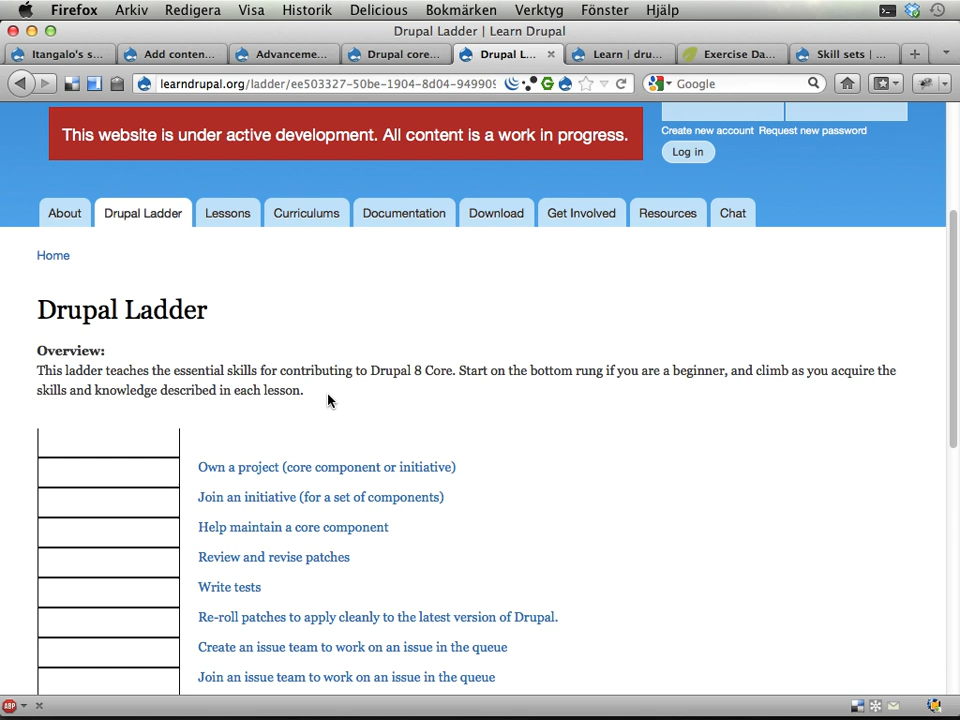 Firefox Arkiv Redigera Visa Historik Delicious Bokmärken Verktyg Fönster Hjälp
Drupal Ladder | Learn Drupal
Itangalo's s... Add conten... Advanceme... Drupal core... Drupal L... Learn | dru... Exercise Da... Skill sets | ...
learndrupal.org/ladder/ee503327-50be-1904-8d04-949909 Google
This website is under active development. All content is a work in progress.
Create new account Request new password
Log in
About Drupal Ladder Lessons Curriculums Documentation Download Get Involved Resources Chat
Home
Drupal Ladder
Overview:
This ladder teaches the essential skills for contributing to Drupal 8 Core. Start on the bottom rung if you are a beginner, and climb as you acquire the
skills and knowledge described in each lesson.
Own a project (core component or initiative)
Join an initiative (for a set of components)
Help maintain a core component
Review and revise patches
Write tests
Re-roll patches to apply cleanly to the latest version of Drupal.
Create an issue team to work on an issue in the queue
Join an issue team to work on an issue in the queue
ABP